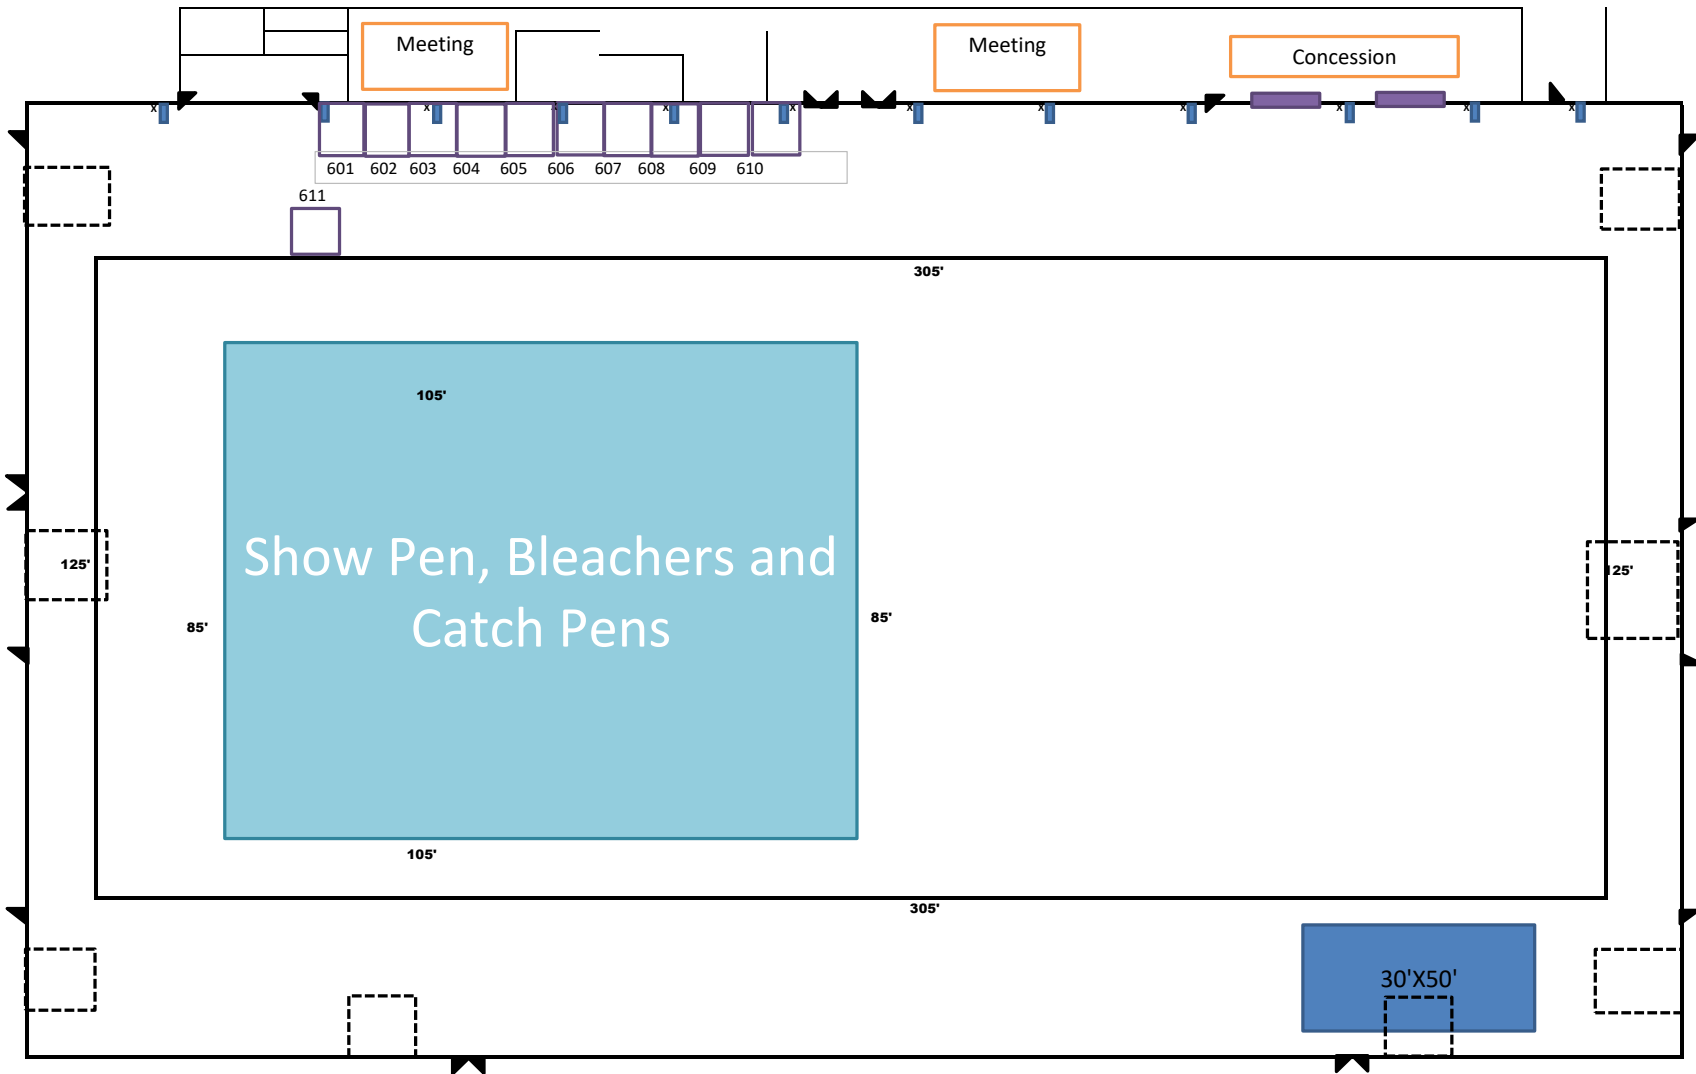 Meeting
Meeting
Concession
x
x
x
x
x
x
x
x
x
x
601 602 603 604 605 606 607 608 609 610
611
305'
105'
Show Pen, Bleachers and
Catch Pens
125'
125'
85'
85'
105'
305'
30'X50'